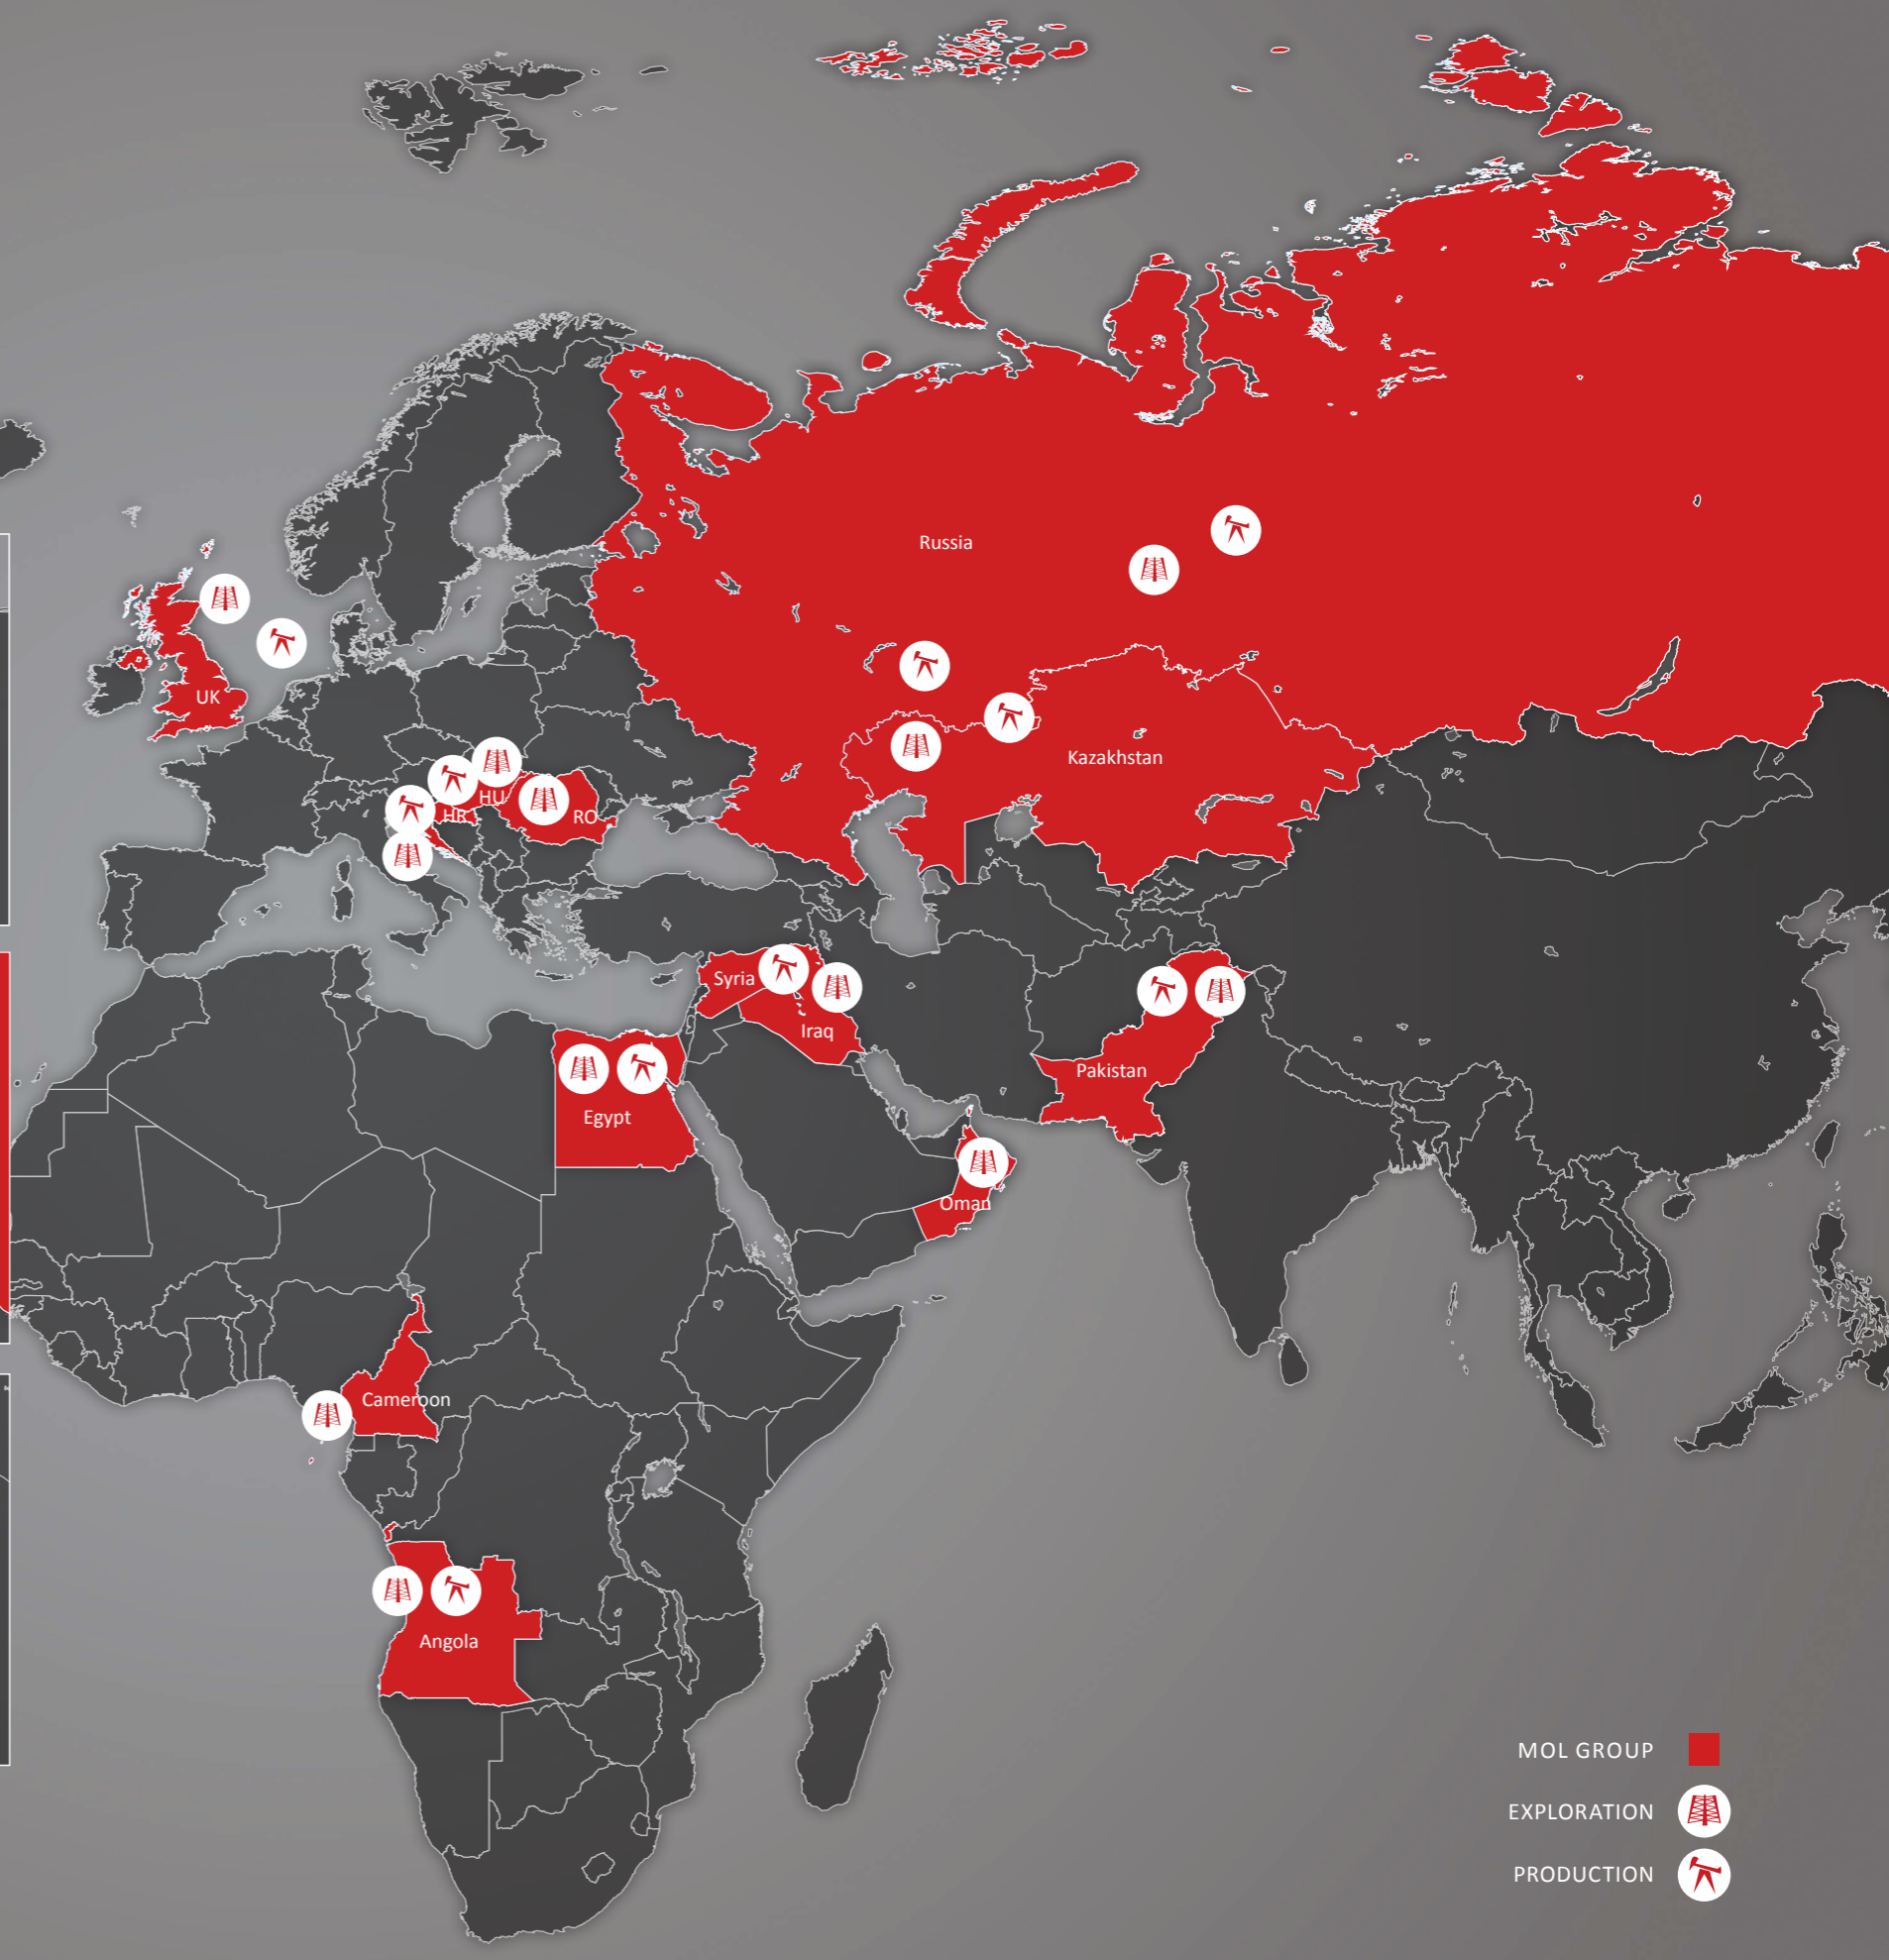 Russia
UK
Kazakhstan
HU
HR
RO
Syria
Iraq
Pakistan
Egypt
Oman
Cameroon
Angola
MOL GROUP
EXPLORATION
PRODUCTION